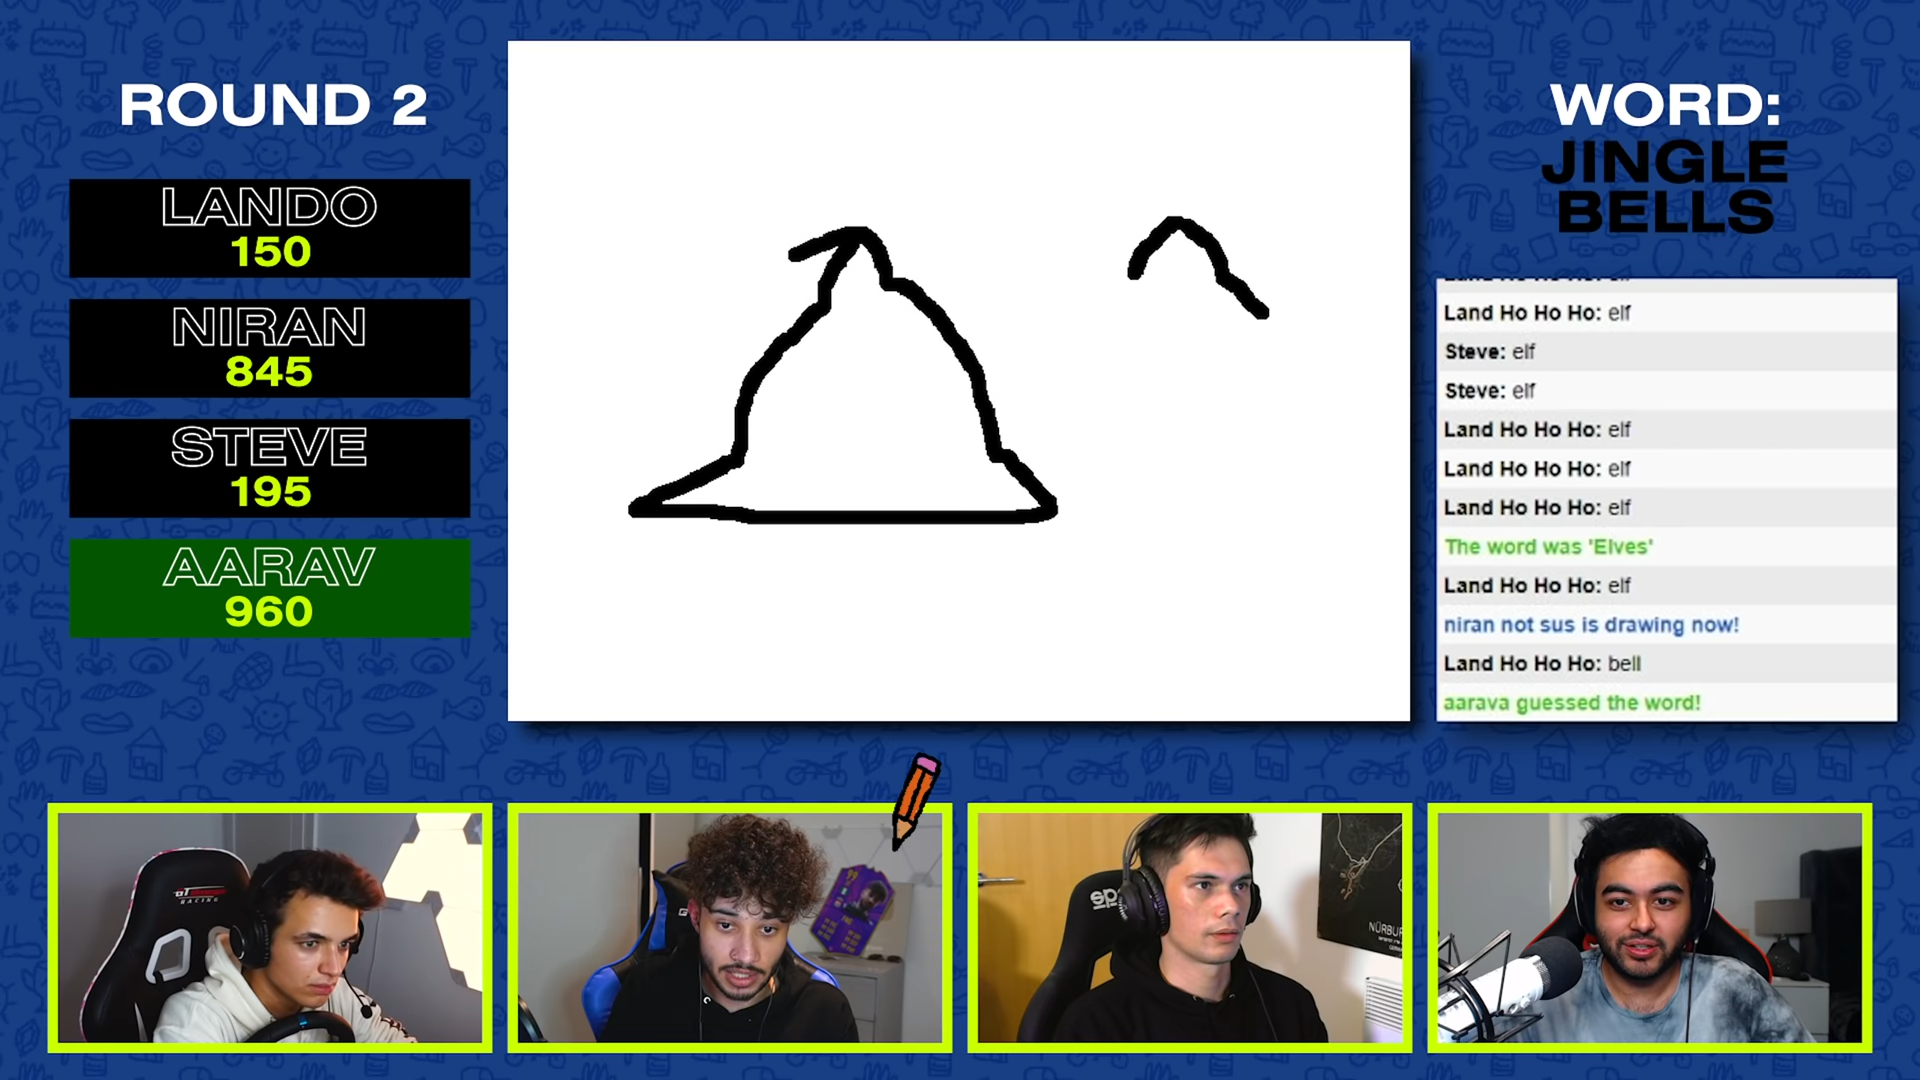 ROUND 2
LANDO
150
NIRAN
845
STEVE
195
AARAV
960
WORD:
JINGLE
BELLS
Land Ho Ho Ho: elf
Steve: elf
Steve: elf
Land Ho Ho Ho: elf
Land Ho Ho Ho: elf
Land Ho Ho Ho: elf
The word was 'Elves'
Land Ho Ho Ho: elf
niran not sus is drawing now!
Land Ho Ho Ho: bell
aarava guessed the word!
RACING
99
NÜRBUR